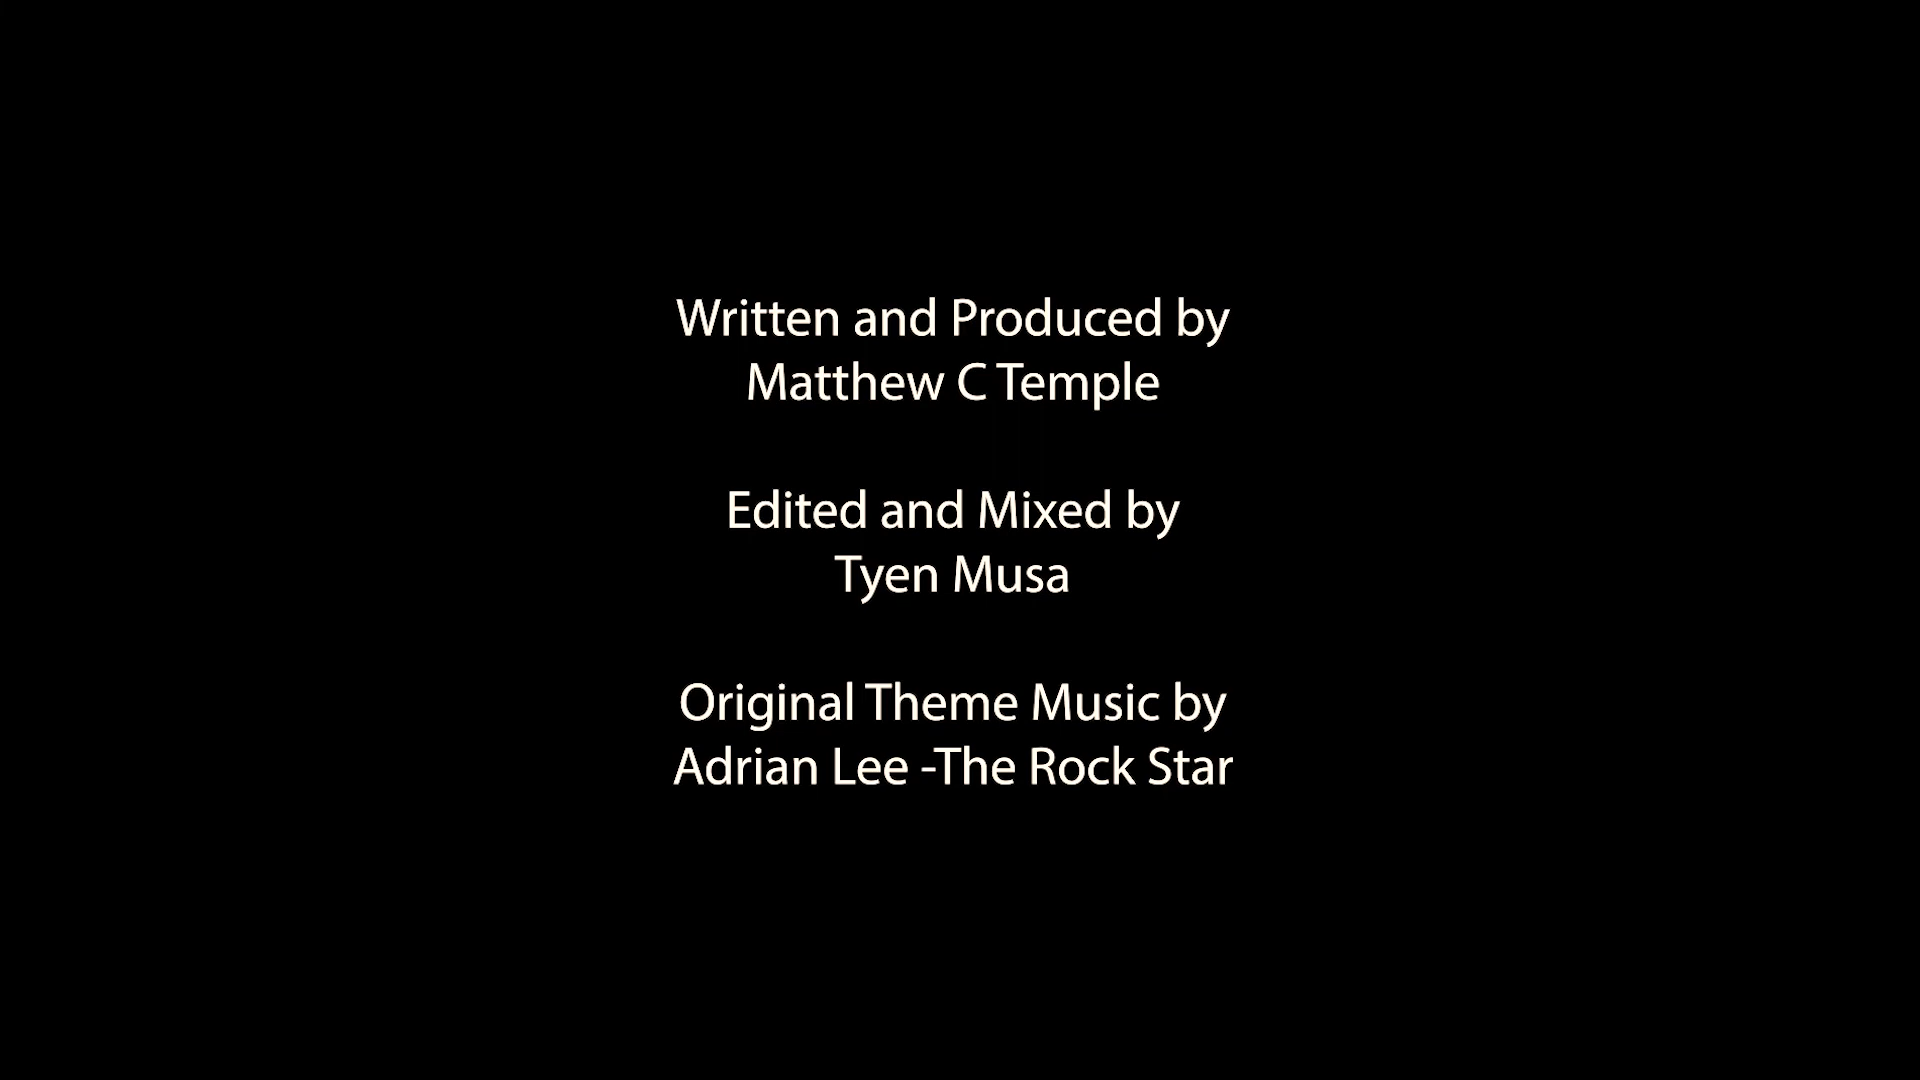 Written and Produced by
Matthew C Temple
Edited and Mixed by
Tyen Musa
Original Theme Music by
Adrian Lee -The Rock Star